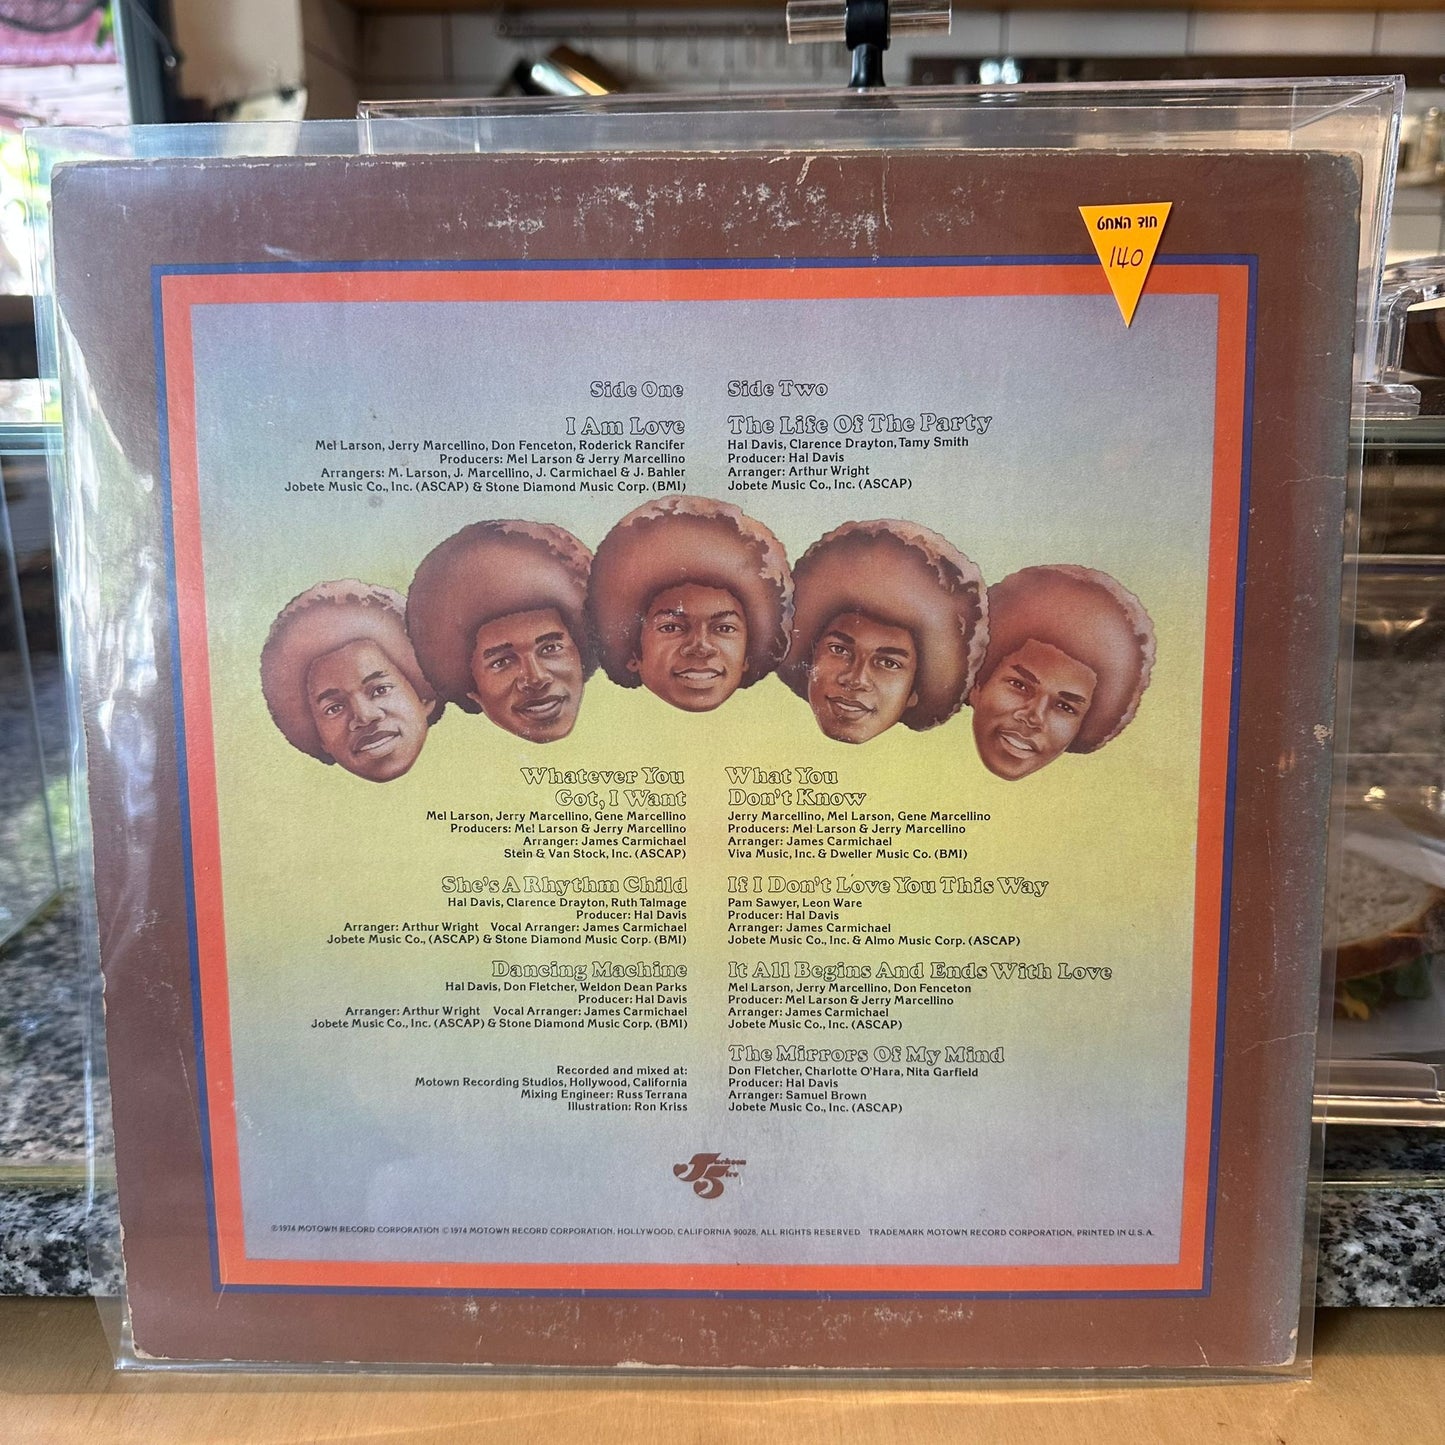 חוד המחט
140
Side One
I Am Love
Mel Larson, Jerry Marcellino, Don Fenceton, Roderick Rancifer
Producers: Mel Larson & Jerry Marcellino
Arrangers: M. Larson, J. Marcellino, J. Carmichael & J. Bahler
Jobete Music Co., Inc. (ASCAP) & Stone Diamond Music Corp. (BMI)
Whatever You
Got, I Want
Mel Larson, Jerry Marcellino, Gene Marcellino
Producers: Mel Larson & Jerry Marcellino
Arranger: James Carmichael
Stein & Van Stock, Inc. (ASCAP)
She's A Rhythm Child
Hal Davis, Clarence Drayton, Ruth Talmage
Producer: Hal Davis
Arranger: Arthur Wright Vocal Arranger: James Carmichael
Jobete Music Co., (ASCAP) & Stone Diamond Music Corp. (BMI)
Dancing Machine
Hal Davis, Don Fletcher, Weldon Dean Parks
Producer: Hal Davis
Arranger: Arthur Wright Vocal Arranger: James Carmichael
Jobete Music Co., Inc. (ASCAP) & Stone Diamond Music Corp. (BMI)
Recorded and mixed at:
Motown Recording Studios, Hollywood, California
Mixing Engineer: Russ Terrana
Illustration: Ron Kriss
Side Two
The Life Of The Party
Hal Davis, Clarence Drayton, Tamy Smith
Producer: Hal Davis
Arranger: Arthur Wright
Jobete Music Co., Inc. (ASCAP)
What You
Don't Know
Jerry Marcellino, Mel Larson, Gene Marcellino
Producers: Mel Larson & Jerry Marcellino
Arranger: James Carmichael
Viva Music, Inc. & Dweller Music Co. (BMI)
If I Don't Love You This Way
Pam Sawyer, Leon Ware
Producer: Hal Davis
Arranger: James Carmichael
Jobete Music Co., Inc. & Almo Music Corp. (ASCAP)
It All Begins And Ends With Love
Mel Larson, Jerry Marcellino, Don Fenceton
Producer: Mel Larson & Jerry Marcellino
Arranger: James Carmichael
Jobete Music Co., Inc. (ASCAP)
The Mirrors Of My Mind
Don Fletcher, Charlotte O'Hara, Nita Garfield
Producer: Hal Davis
Arranger: Samuel Brown
Jobete Music Co., Inc. (ASCAP)
Jackson
5ive
℗ 1974 MOTOWN RECORD CORPORATION © 1974 MOTOWN RECORD CORPORATION, HOLLYWOOD, CALIFORNIA 90028, ALL RIGHTS RESERVED TRADEMARK MOTOWN RECORD CORPORATION, PRINTED IN U.S.A.